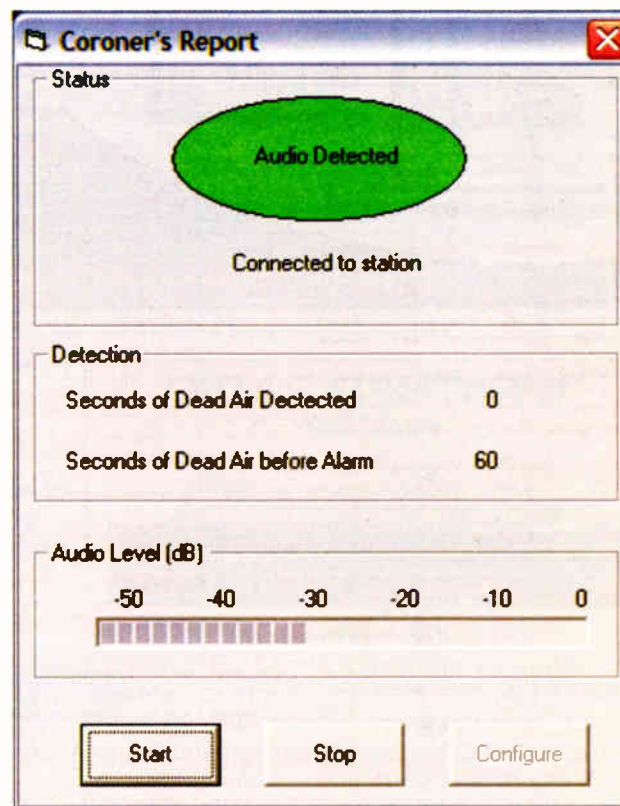 Coroner's Report
Status
Audio Detected
Connected to station
Detection
Seconds of Dead Air Dectected 0
Seconds of Dead Air before Alarm 60
Audio Level (dB)
-50 -40 -30 -20 -10 0
Start Stop Configure